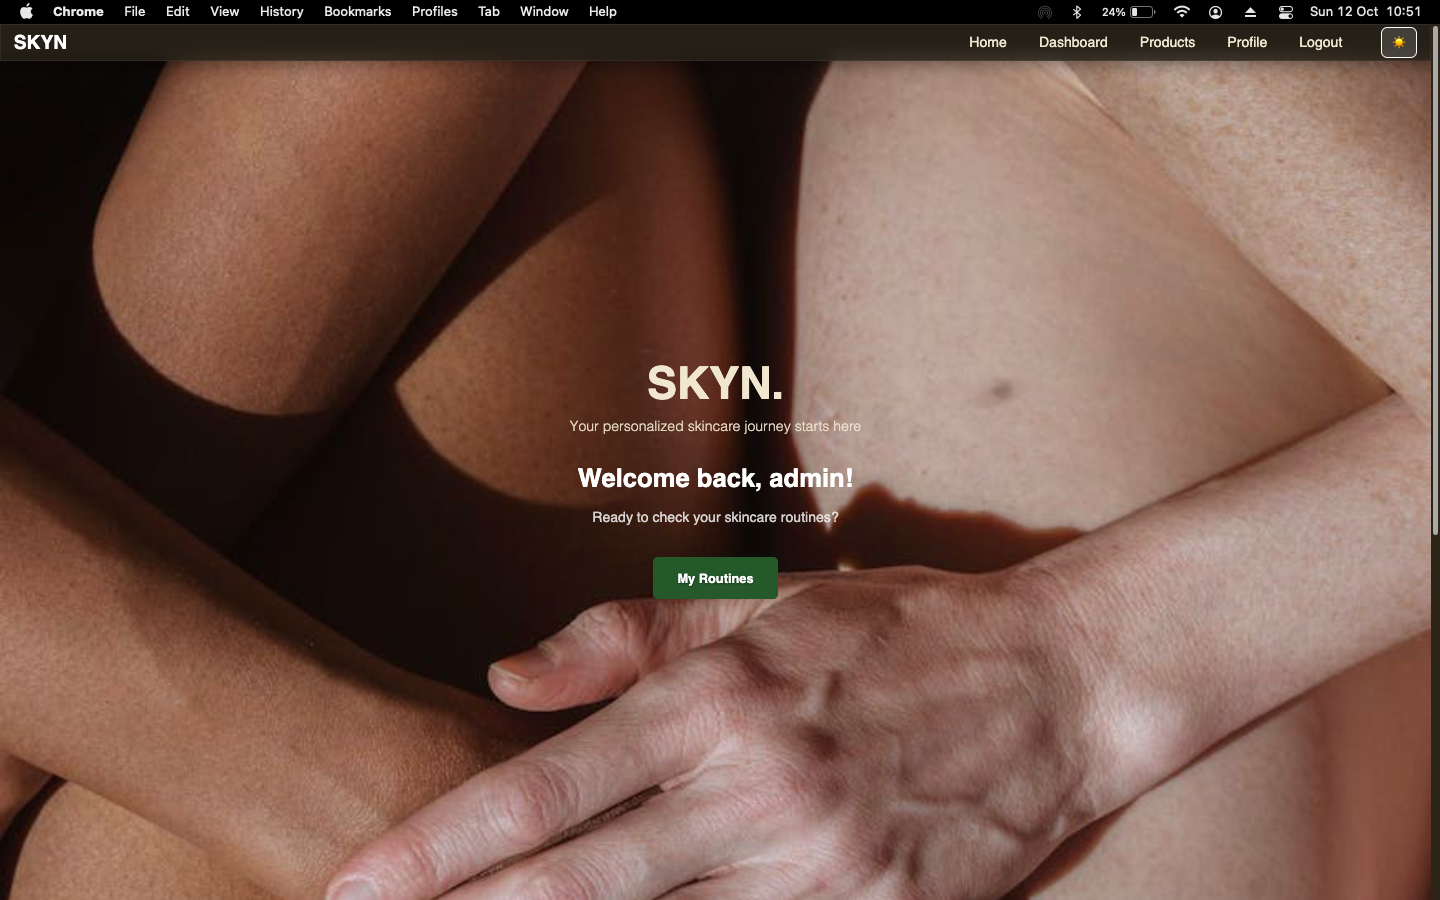 Chrome File Edit View History Bookmarks Profiles Tab Window Help 24% Sun 12 Oct 10:51
SKYN Home Dashboard Products Profile Logout
SKYN.
Your personalized skincare journey starts here
Welcome back, admin!
Ready to check your skincare routines?
My Routines